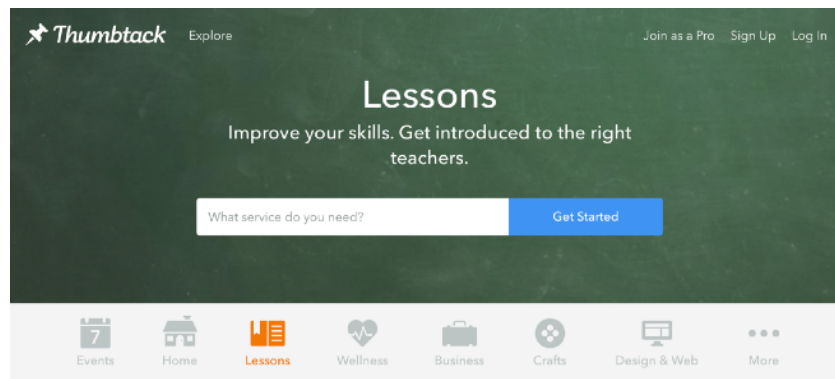 Thumbtack Explore Join as a Pro Sign Up Log In
Lessons
Improve your skills. Get introduced to the right
teachers.
What service do you need? Get Started
7
Events Home Lessons Wellness Business Crafts Design & Web More